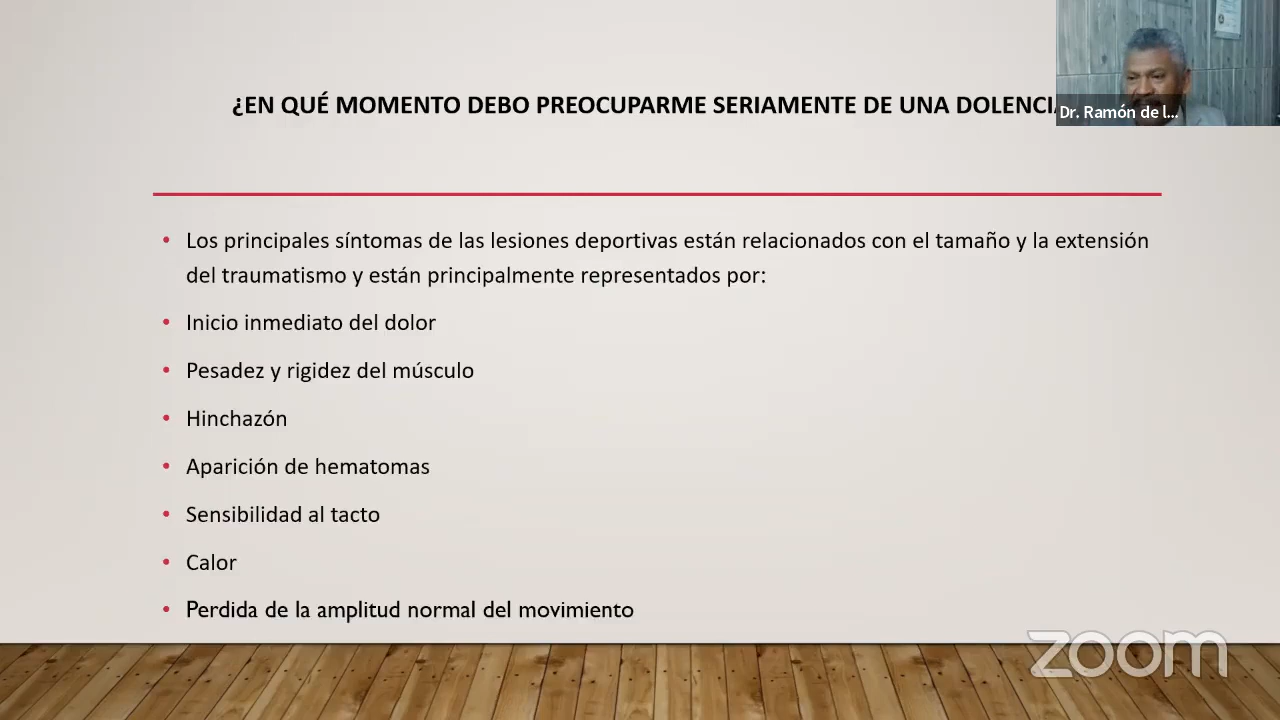 ¿EN QUÉ MOMENTO DEBO PREOCUPARME SERIAMENTE DE UNA DOLENCIA
Dr. Ramón de l...
• Los principales síntomas de las lesiones deportivas están relacionados con el tamaño y la extensión
del traumatismo y están principalmente representados por:
• Inicio inmediato del dolor
• Pesadez y rigidez del músculo
• Hinchazón
• Aparición de hematomas
• Sensibilidad al tacto
• Calor
• Perdida de la amplitud normal del movimiento
zoom